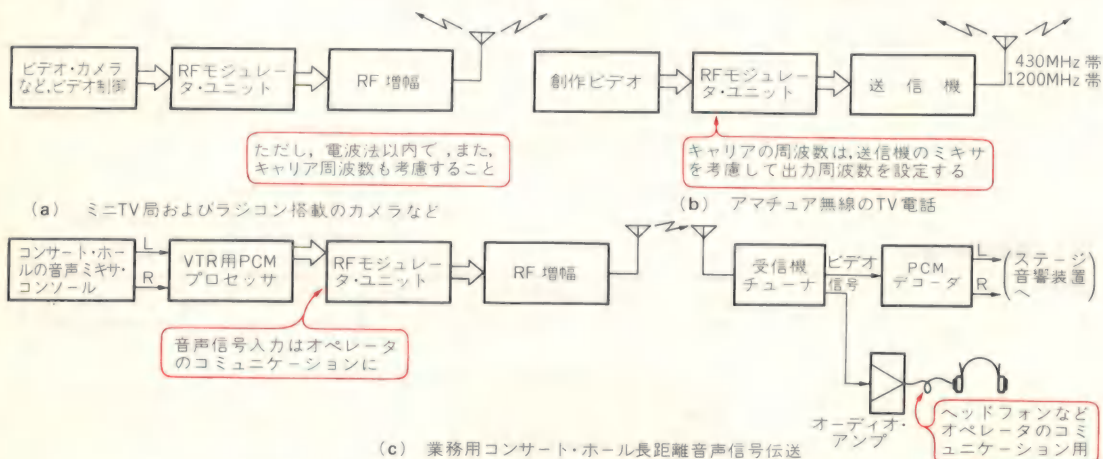 ビデオ・カメラ
など,ビデオ制御
RFモジュレー
タ・ユニット
RF 増幅
ただし，電波法以内で，また，
キャリア周波数も考慮すること
(a) ミニTV局およびラジコン搭載のカメラなど
創作ビデオ
RFモジュレー
タ・ユニット
送信機
430MHz帯
1200MHz帯
キャリアの周波数は,送信機のミキサ
を考慮して出力周波数を設定する
(b) アマチュア無線のTV電話
コンサート・ホー
ルの音声ミキサ・
コンソール
L
R
VTR用PCM
プロセッサ
RFモジュレー
タ・ユニット
RF 増幅
音声信号入力はオペレータ
のコミュニケーションに
受信機
チューナ
ビデオ
信号
PCM
デコーダ
L
R
ステージ
音響装置
へ
オーディオ・
アンプ
ヘッドフォンなど
オペレータのコミ
ュニケーション用
(c) 業務用コンサート・ホール長距離音声信号伝送